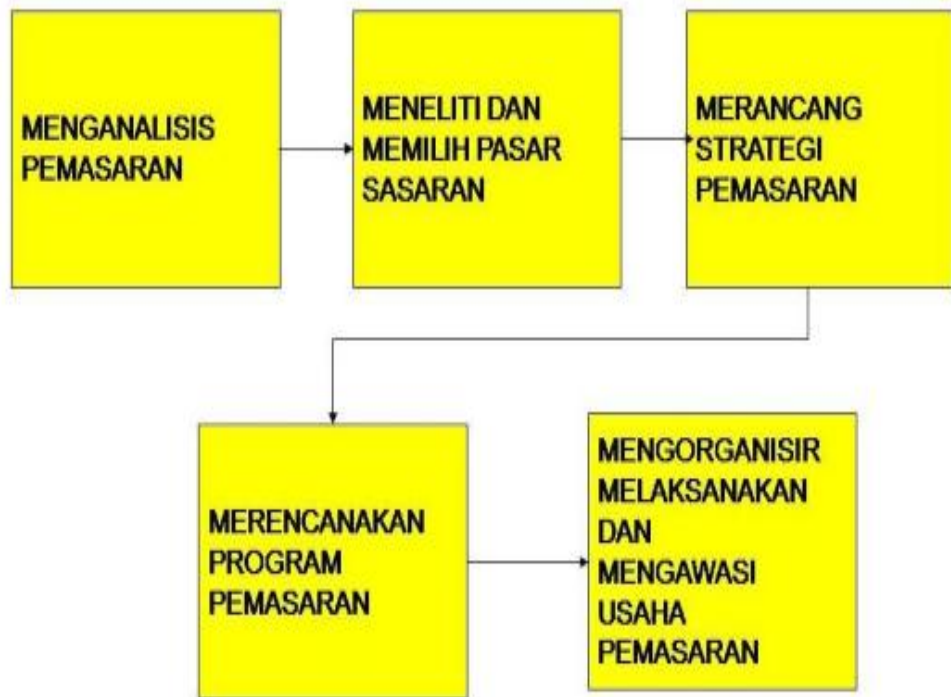 MENGANALISIS
PEMASARAN
MENELITI DAN
MEMILIH PASAR
SASARAN
MERANCANG
STRATEGI
PEMASARAN
MERENCANAKAN
PROGRAM
PEMASARAN
MENGORGANISIR
MELAKSANAKAN
DAN
MENGAWASI
USAHA
PEMASARAN